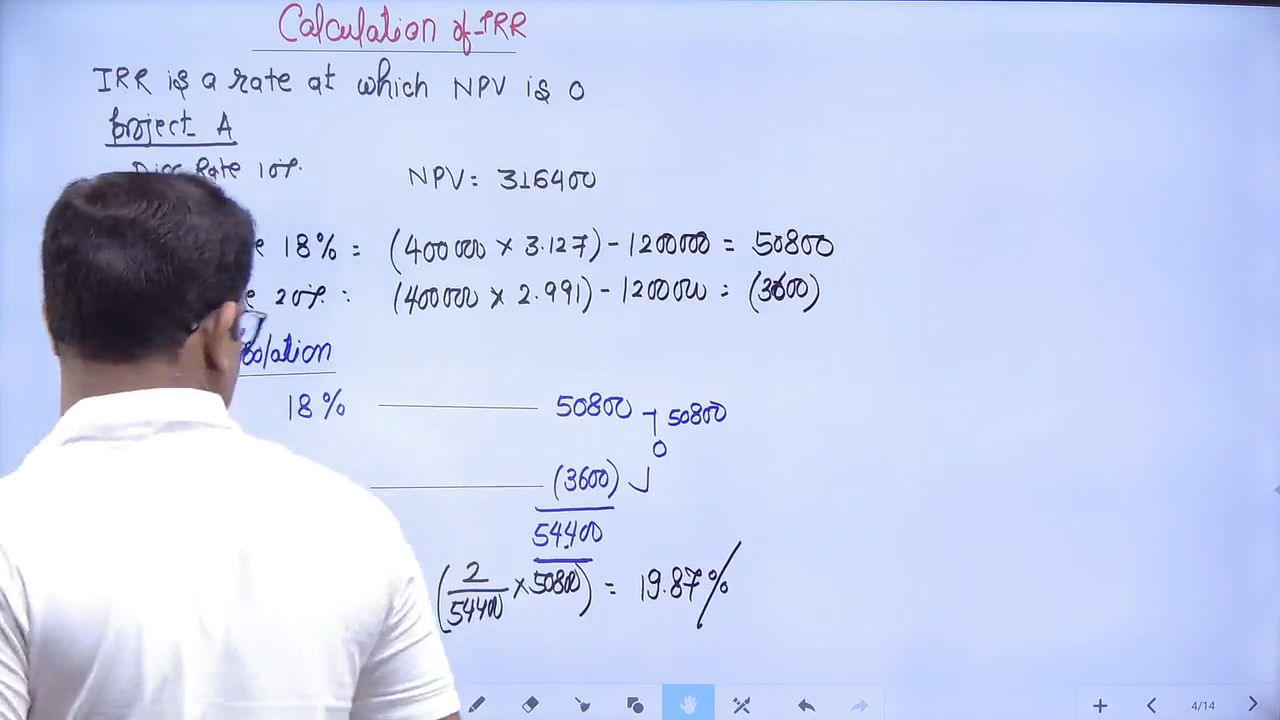 Calculation of IRR
IRR is a rate at which NPV is 0
Project A
Disc Rate 10%. NPV: 316400
18% = (400000 × 3.127) - 1200000 = 50800
20%. : (400000 × 2.991) - 1200000 = (3600)
18% 50800 50800
0
(3600)
54400
(2/54400 × 50800) = 19.87%
4/14